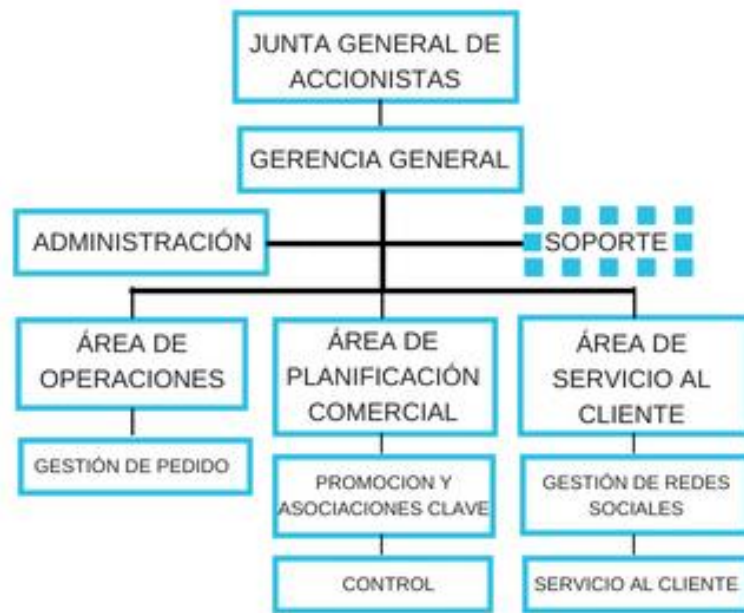 JUNTA GENERAL DE
ACCIONISTAS
GERENCIA GENERAL
ADMINISTRACIÓN
SOPORTE
ÁREA DE
OPERACIONES
ÁREA DE
PLANIFICACIÓN
COMERCIAL
ÁREA DE
SERVICIO AL
CLIENTE
GESTIÓN DE PEDIDO
PROMOCION Y
ASOCIACIONES CLAVE
GESTIÓN DE REDES
SOCIALES
CONTROL
SERVICIO AL CLIENTE